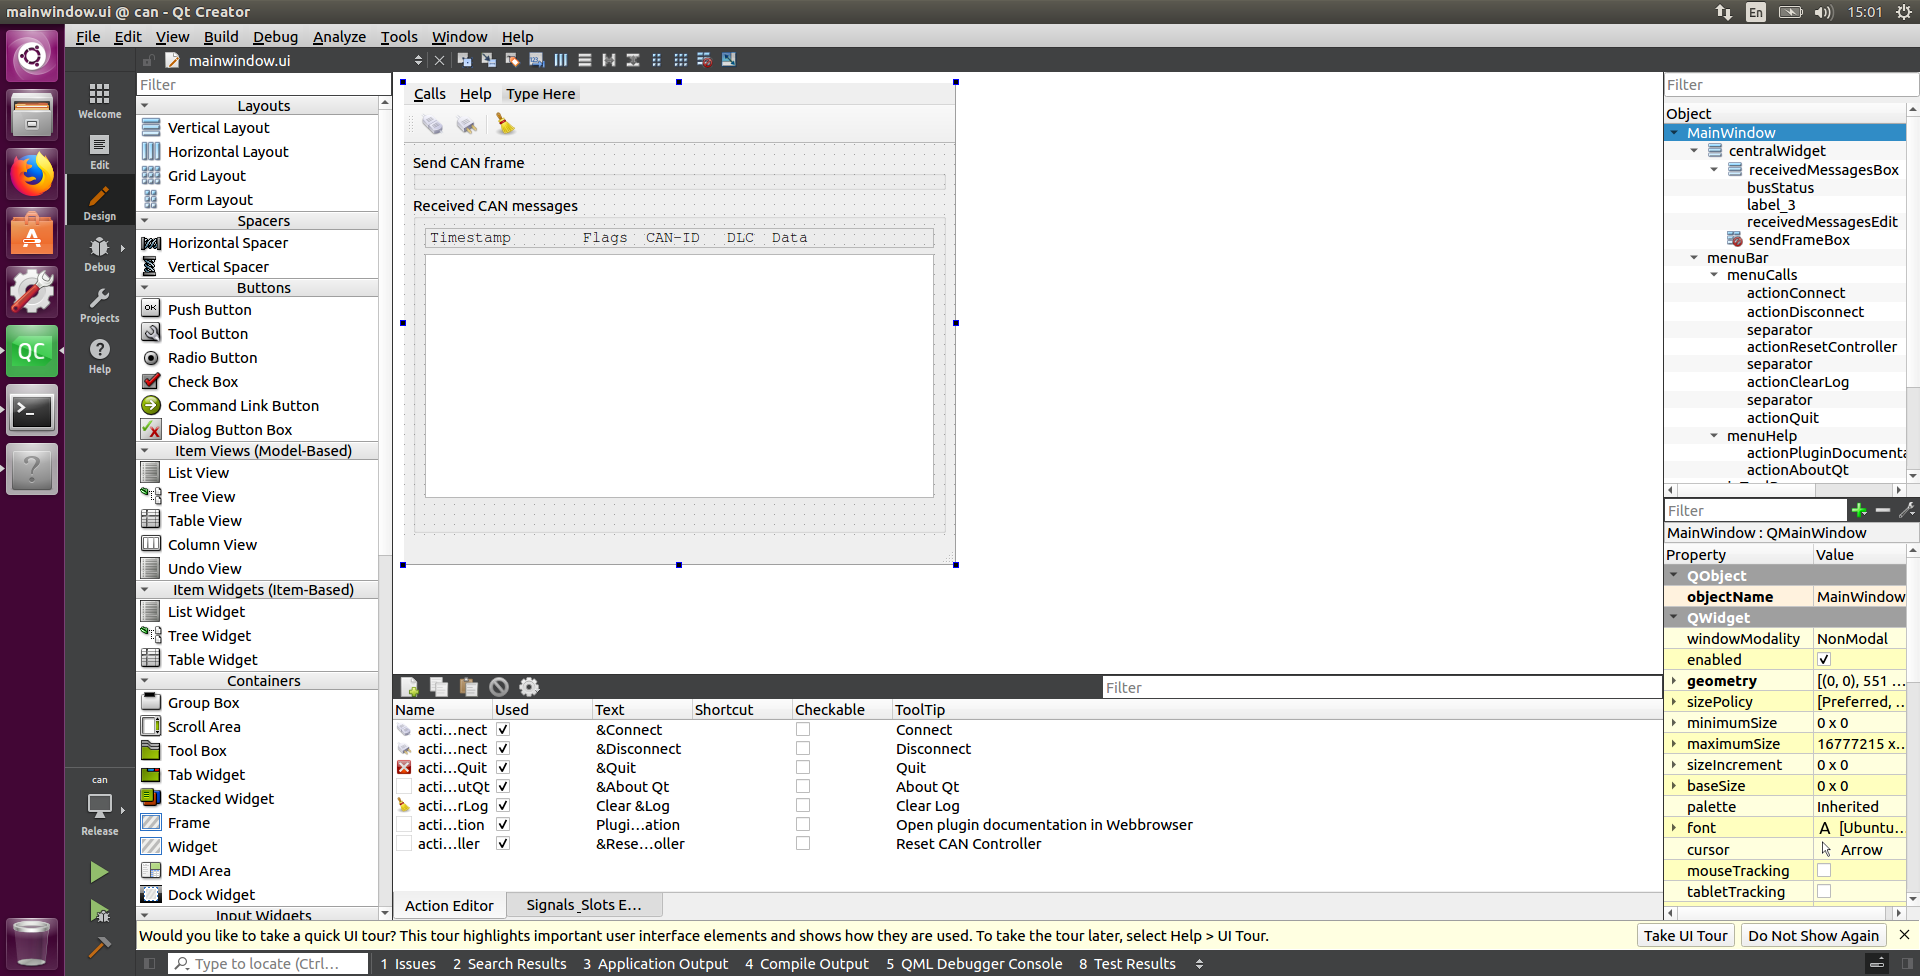 mainwindow.ui @ can - Qt Creator
En
15:01
File Edit View Build Debug Analyze Tools Window Help
mainwindow.ui
Welcome
Edit
Design
Debug
Projects
Help
QC
can
Release
Filter
Layouts
Vertical Layout
Horizontal Layout
Grid Layout
Form Layout
Spacers
Horizontal Spacer
Vertical Spacer
Buttons
OK
Push Button
Tool Button
Radio Button
Check Box
Command Link Button
Dialog Button Box
Item Views (Model-Based)
List View
Tree View
Table View
Column View
Undo View
Item Widgets (Item-Based)
List Widget
Tree Widget
Table Widget
Containers
Group Box
Scroll Area
Tool Box
Tab Widget
Stacked Widget
Frame
Widget
MDI Area
Dock Widget
Input Widgets
Calls Help Type Here
Send CAN frame
Received CAN messages
Timestamp Flags CAN-ID DLC Data
Filter
Name Used Text Shortcut Checkable ToolTip
acti...nect &Connect Connect
acti...nect &Disconnect Disconnect
acti...Quit &Quit Quit
acti...utQt &About Qt About Qt
acti...rLog Clear &Log Clear Log
acti...tion Plugi...ation Open plugin documentation in Webbrowser
acti...ller &Rese...oller Reset CAN Controller
Action Editor Signals_Slots E...
Filter
Object
MainWindow
centralWidget
receivedMessagesBox
busStatus
label_3
receivedMessagesEdit
sendFrameBox
menuBar
menuCalls
actionConnect
actionDisconnect
separator
actionResetController
separator
actionClearLog
separator
actionQuit
menuHelp
actionPluginDocumenta
actionAboutQt
Filter
MainWindow : QMainWindow
Property Value
QObject
objectName MainWindow
QWidget
windowModality NonModal
enabled
geometry [(0, 0), 551 ...
sizePolicy [Preferred, ...
minimumSize 0 x 0
maximumSize 16777215 x...
sizeIncrement 0 x 0
baseSize 0 x 0
palette Inherited
font A [Ubuntu...
cursor Arrow
mouseTracking
tabletTracking
Would you like to take a quick UI tour? This tour highlights important user interface elements and shows how they are used. To take the tour later, select Help > UI Tour.
Take UI Tour Do Not Show Again
Type to locate (Ctrl... 1 Issues 2 Search Results 3 Application Output 4 Compile Output 5 QML Debugger Console 8 Test Results